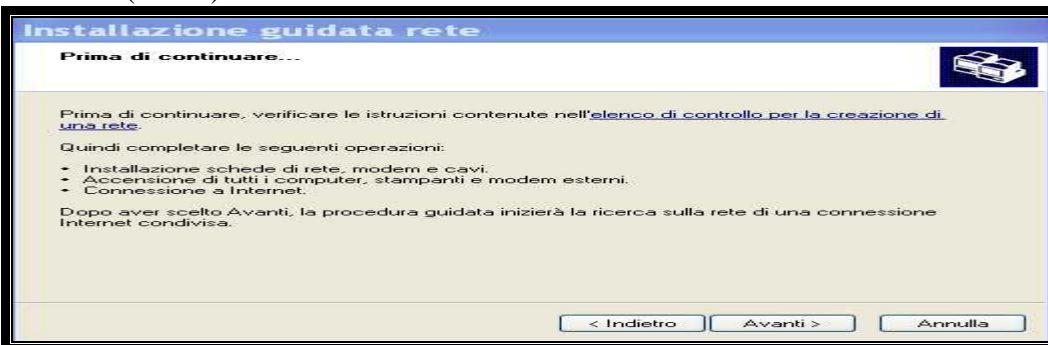 Installazione guidata rete
Prima di continuare...
Prima di continuare, verificare le istruzioni contenute nell'elenco di controllo per la creazione di
una rete.
Quindi completare le seguenti operazioni:
• Installazione schede di rete, modem e cavi.
• Accensione di tutti i computer, stampanti e modem esterni.
• Connessione a Internet.
Dopo aver scelto Avanti, la procedura guidata inizierà la ricerca sulla rete di una connessione
Internet condivisa.
< Indietro Avanti > Annulla